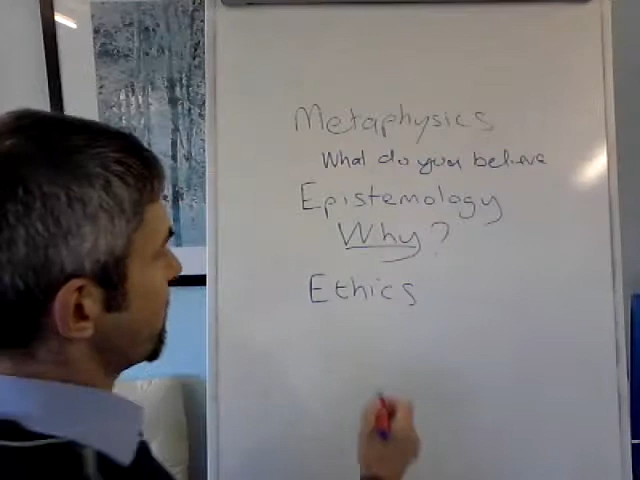 Metaphysics
What do you believe
Epistemology
Why?
Ethics